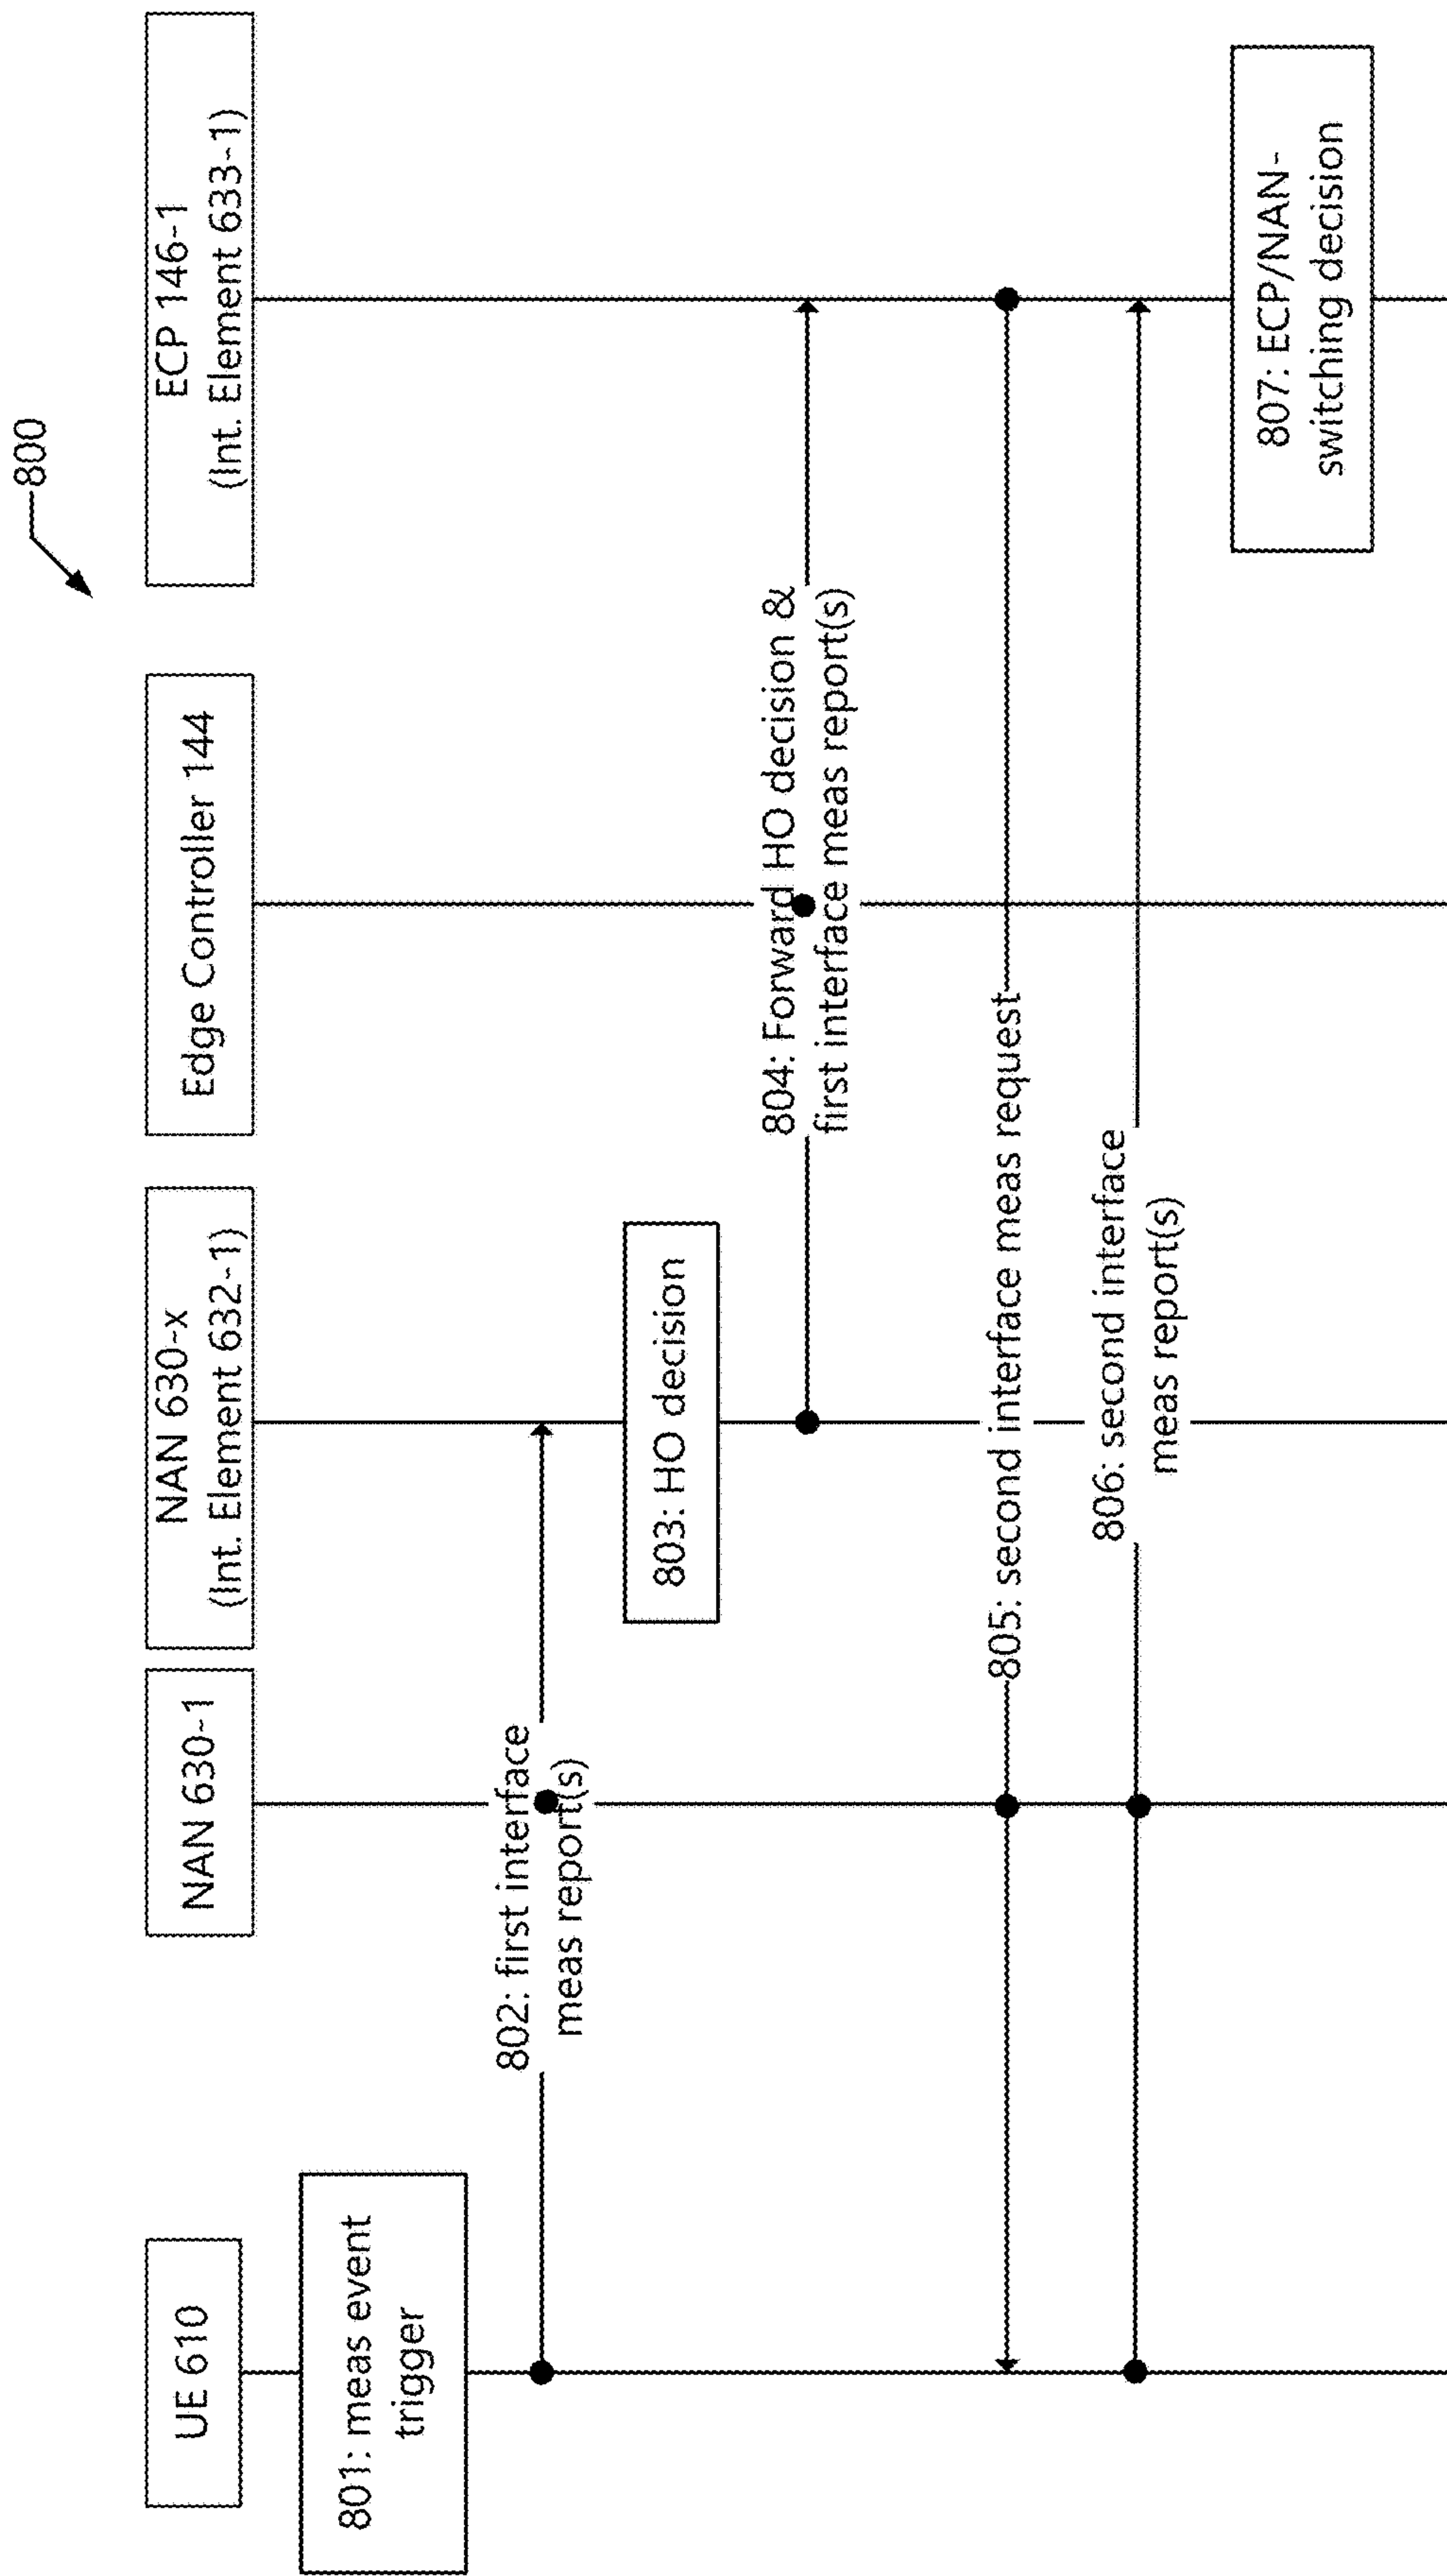 800
UE 610
NAN 630-1
NAN 630-x
(Int. Element 632-1)
Edge Controller 144
ECP 146-1
(Int. Element 633-1)
801: meas event
trigger
802: first interface
meas report(s)
803: HO decision
804: Forward HO decision &
first interface meas report(s)
805: second interface meas request
806: second interface
meas report(s)
807: ECP/NAN-
switching decision